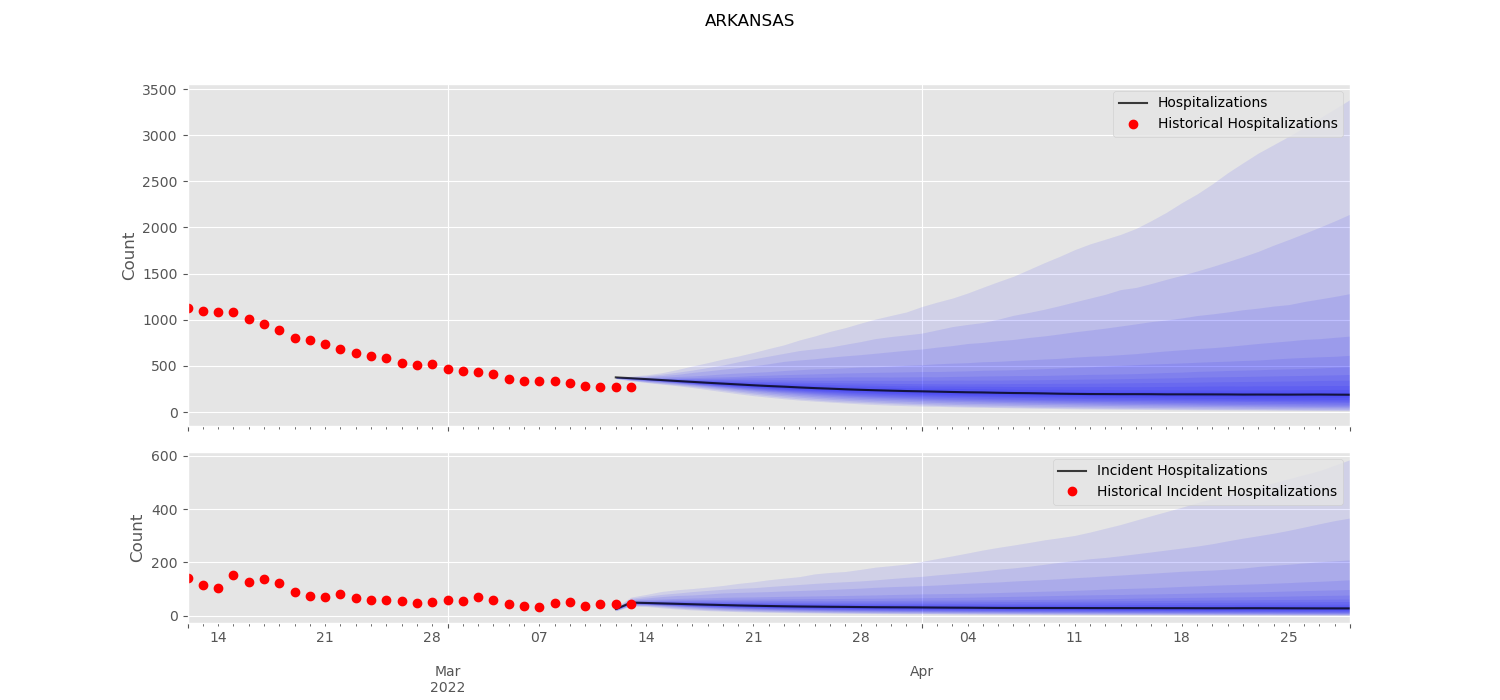 ARKANSAS
3500
3000
2500
2000
1500
1000
500
0
Count
Hospitalizations
Historical Hospitalizations
600
400
200
0
Count
Incident Hospitalizations
Historical Incident Hospitalizations
14 21 28 07 14 21 28 04 11 18 25
Mar Apr
2022